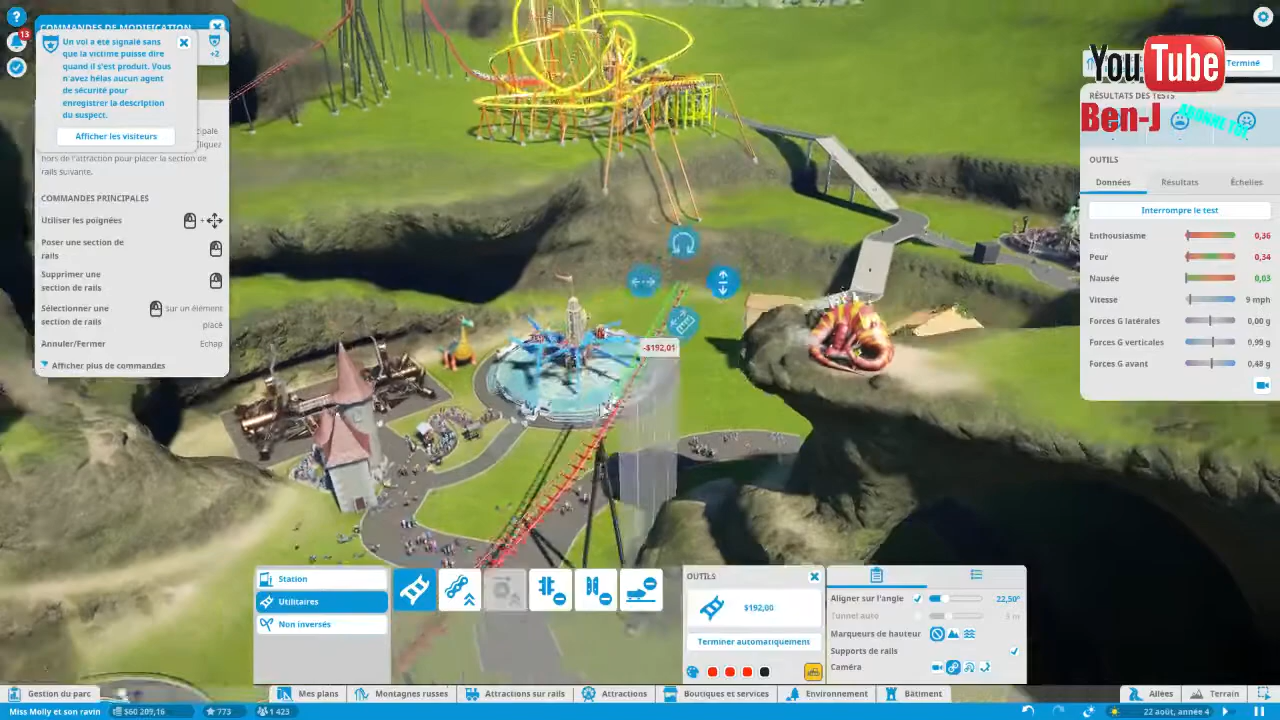 COMMANDES DE MODIFICATION
13
Un vol a été signalé sans
que la victime puisse dire
quand il s'est produit. Vous
n'avez hélas aucun agent
de sécurité pour
enregistrer la description
du suspect.
+2
Afficher les visiteurs
hors de l'attraction pour placer la section de
rails suivante.
COMMANDES PRINCIPALES
Utiliser les poignées
Poser une section de
rails
Supprimer une
section de rails
Sélectionner une
section de rails
sur un élément
placé
Annuler/Fermer
Echap
Afficher plus de commandes
-$192,01
You Tube
Ben-J
ABONNE TOI
Terminé
RÉSULTATS DES TESTS
OUTILS
Données
Résultats
Échelles
Interrompre le test
Enthousiasme 0,36
Peur 0,34
Nausée 0,03
Vitesse 9 mph
Forces G latérales 0,00 g
Forces G verticales 0,99 g
Forces G avant 0,48 g
Station
Utilitaires
Non inversés
OUTILS
$192,00
Terminer automatiquement
Aligner sur l'angle 22,50°
Tunnel auto 3 m
Marqueurs de hauteur
Supports de rails
Caméra
Gestion du parc
Mes plans
Montagnes russes
Attractions sur rails
Attractions
Boutiques et services
Environnement
Bâtiment
Allées
Terrain
Miss Molly et son ravin
$60 209,16
773
1 423
22 août, année 4